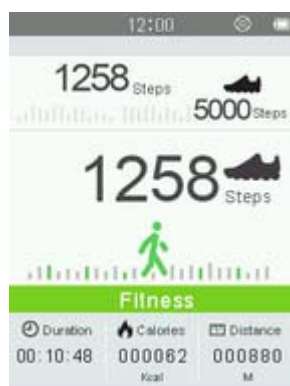 12:00
1258 Steps
5000 Steps
1258 Steps
Fitness
Duration Calories Distance
00:10:48 000062 000880
Kcal M